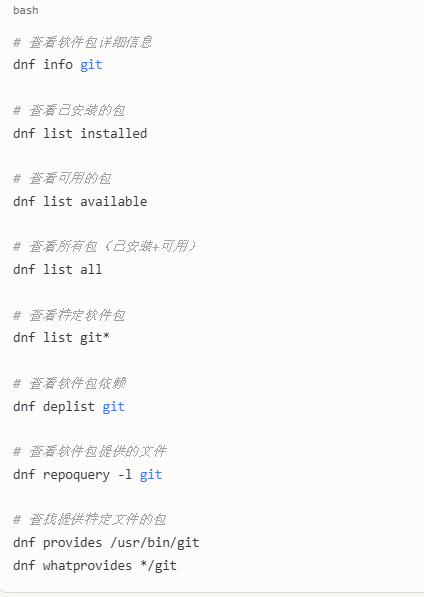 bash
# 查看软件包详细信息
dnf info git
# 查看已安装的包
dnf list installed
# 查看可用的包
dnf list available
# 查看所有包（已安装+可用）
dnf list all
# 查看特定软件包
dnf list git*
# 查看软件包依赖
dnf deplist git
# 查看软件包提供的文件
dnf repoquery -l git
# 查找提供特定文件的包
dnf provides /usr/bin/git
dnf whatprovides */git